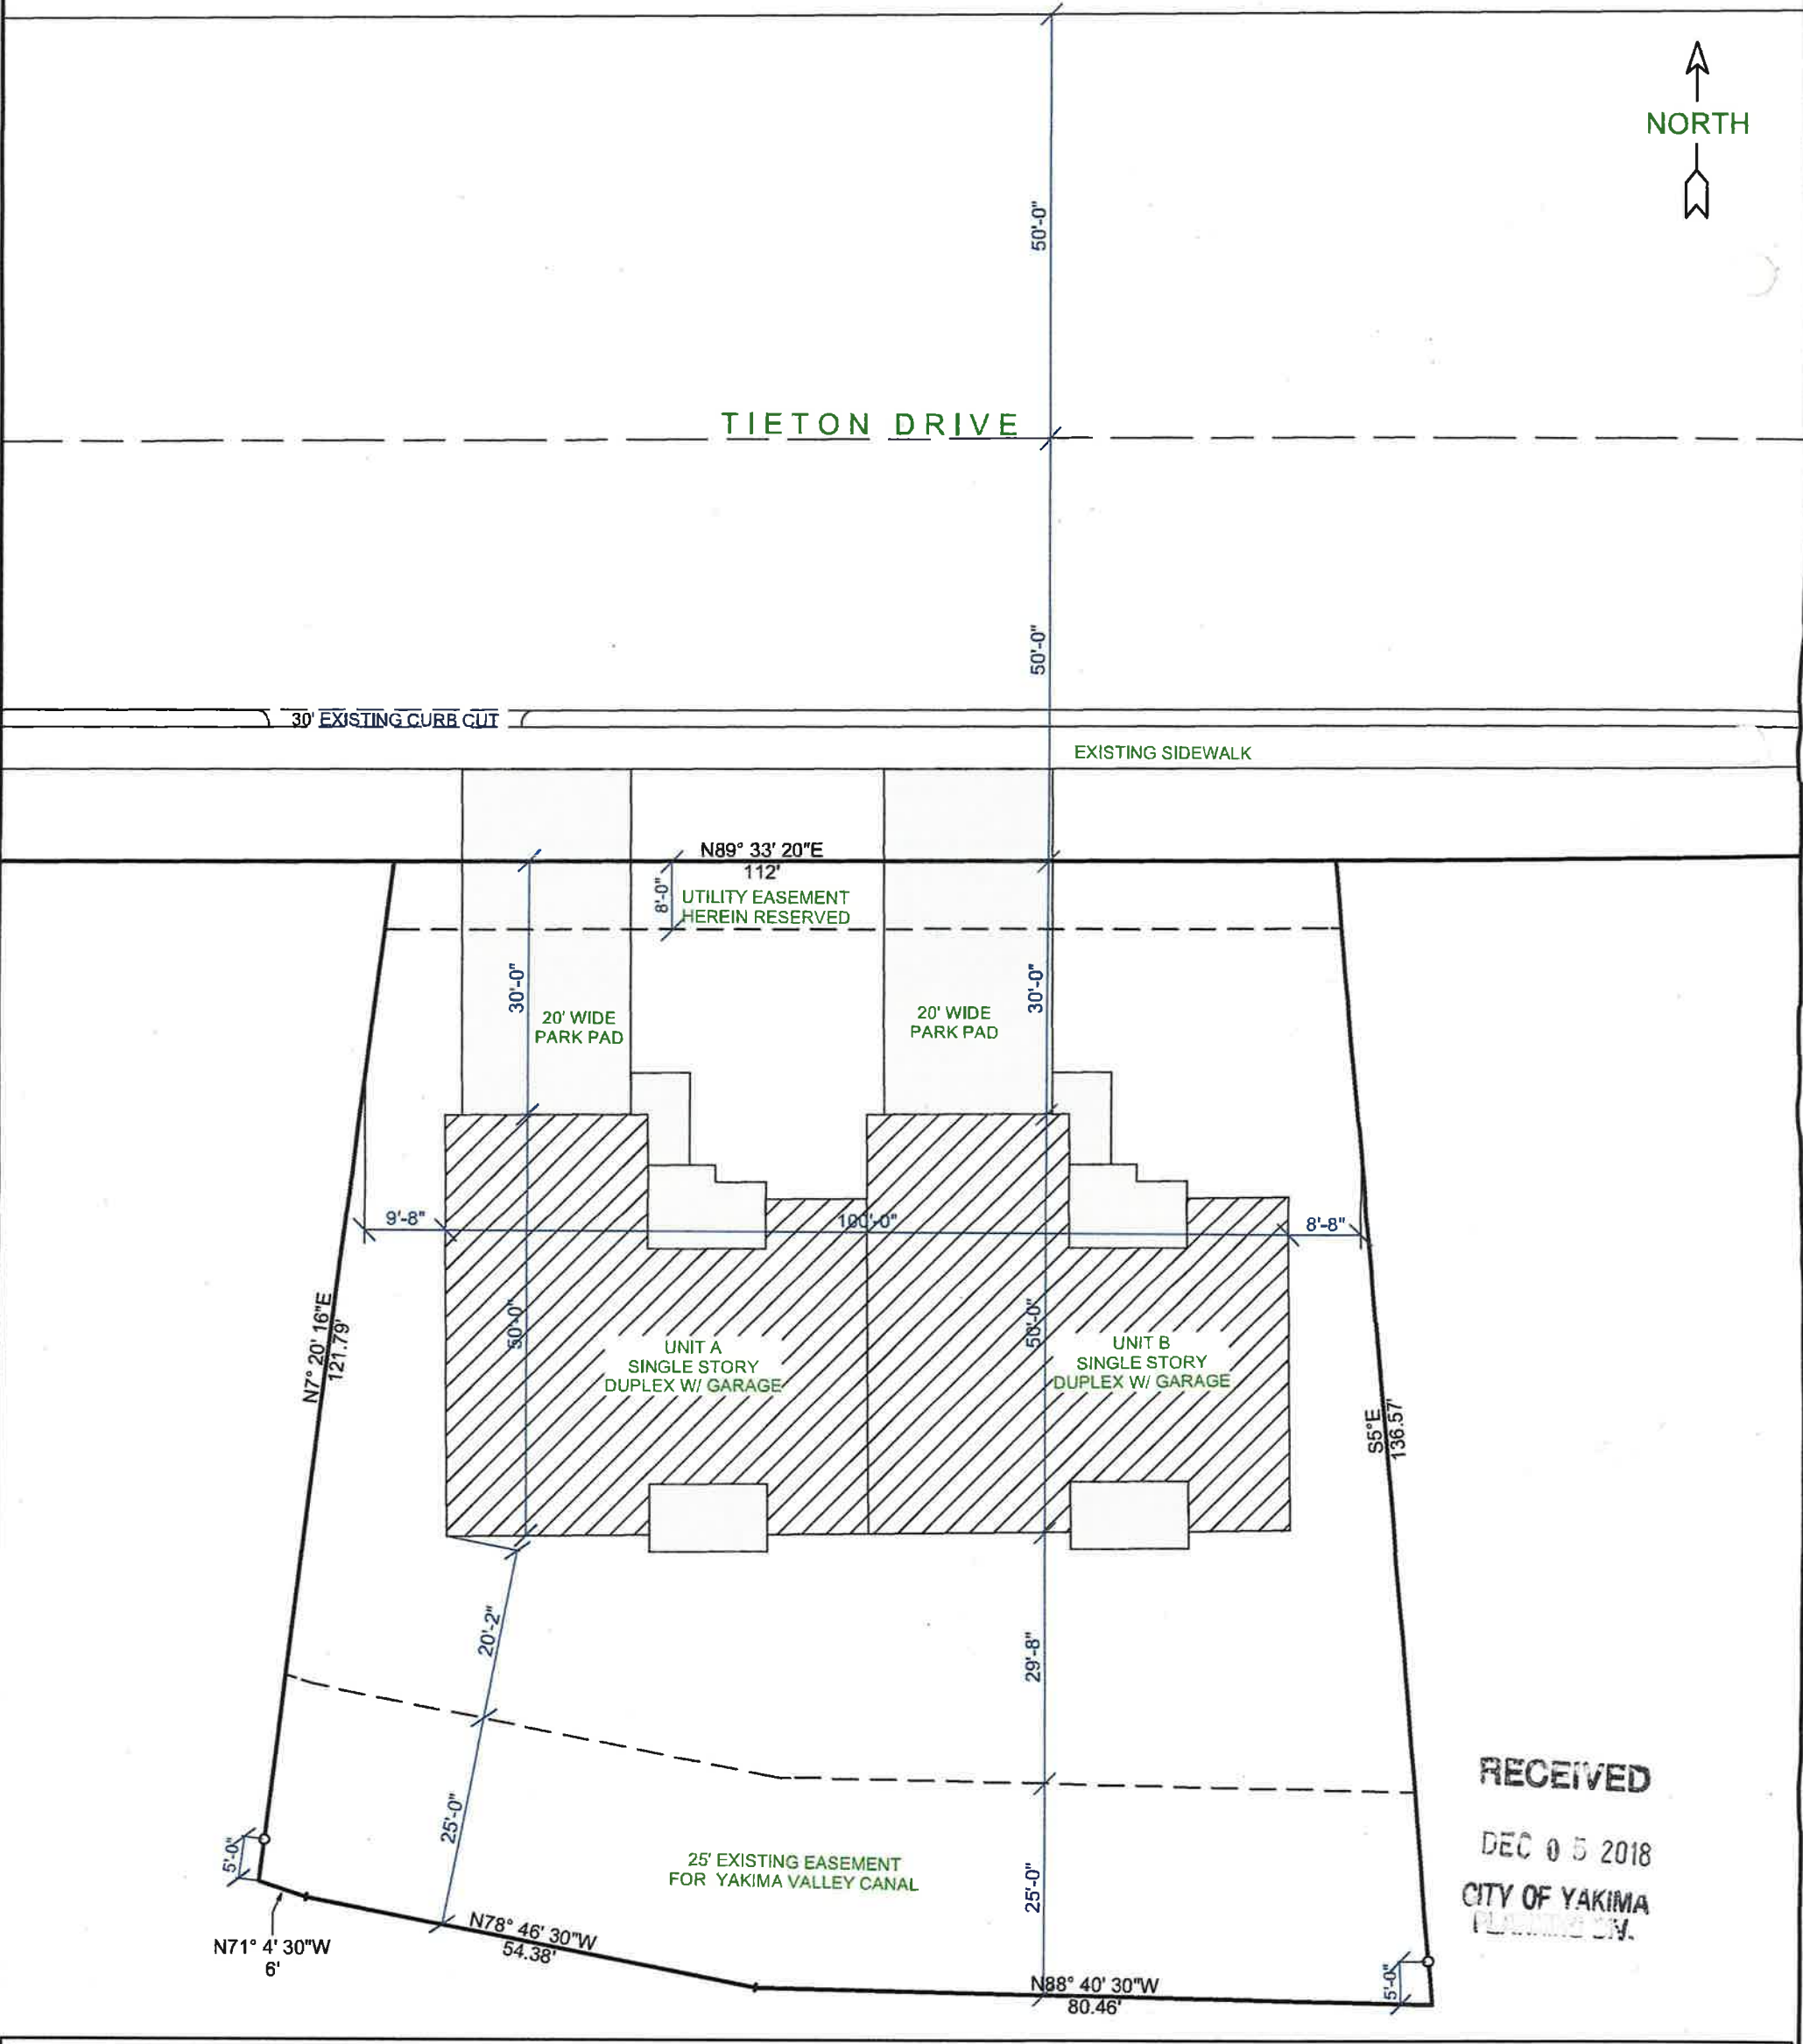 NORTH
50'-0"
TIETON DRIVE
50'-0"
30' EXISTING CURB CUT
EXISTING SIDEWALK
N89° 33' 20"E
112'
8'-0"
UTILITY EASEMENT
HEREIN RESERVED
30'-0"
30'-0"
20' WIDE
PARK PAD
20' WIDE
PARK PAD
9'-8"
100'-0"
8'-8"
N7° 20' 16"E
121.79'
50'-0"
UNIT A
SINGLE STORY
DUPLEX W/ GARAGE
50'-0"
UNIT B
SINGLE STORY
DUPLEX W/ GARAGE
S5°E
136.57'
20'-2"
29'-8"
25'-0"
25' EXISTING EASEMENT
FOR YAKIMA VALLEY CANAL
25'-0"
5'-0"
N71° 4' 30"W
6'
N78° 46' 30"W
54.38'
N88° 40' 30"W
80.46'
5'-0"
RECEIVED
DEC 05 2018
CITY OF YAKIMA
PLANNING DIV.